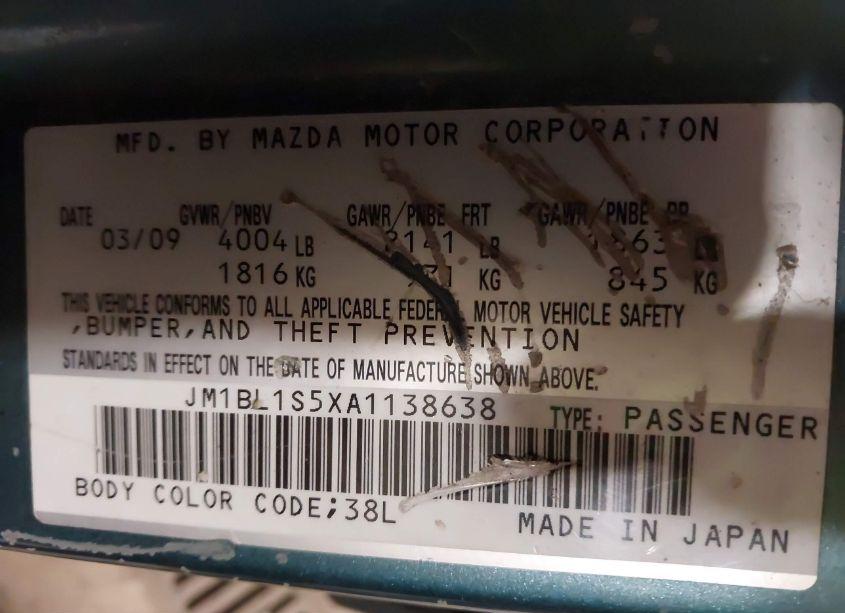 MFD. BY MAZDA MOTOR CORPORATION
DATE GVWR/PNBV GAWR/PNBE FRT GAWR/PNBE RR
03/09 4004 LB 2141 LB LB
1816 KG KG 845 KG
THIS VEHICLE CONFORMS TO ALL APPLICABLE FEDERAL MOTOR VEHICLE SAFETY
,BUMPER,AND THEFT PREVENTION
STANDARDS IN EFFECT ON THE DATE OF MANUFACTURE SHOWN ABOVE.
JM1BL1S5XA1138638 TYPE: PASSENGER
BODY COLOR CODE;38L
MADE IN JAPAN